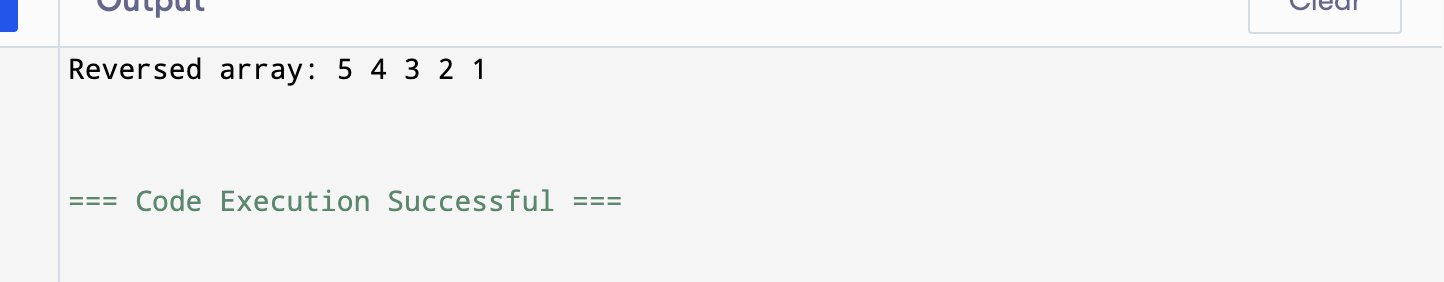 Output
Clear
Reversed array: 5 4 3 2 1
=== Code Execution Successful ===